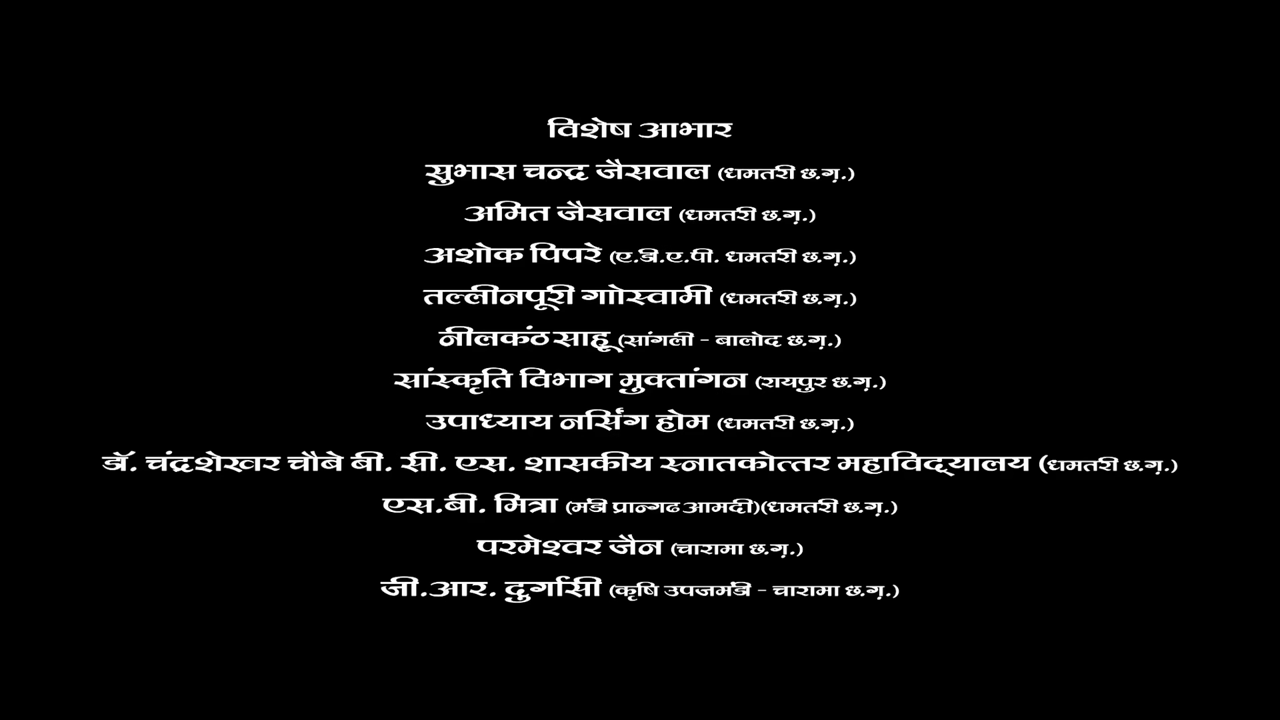 विशेष आभार
सुभास चन्द्र जैसवाल (धमतरी छ.ग.)
अमित जैसवाल (धमतरी छ.ग.)
अशोक पिपरे (ए.डी.ए.पी. धमतरी छ.ग.)
तल्लीनपूरी गाोस्वामी (धमतरी छ.ग.)
नीलकंठ साहू (सांगली - बालोद छ.ग.)
सांस्कृति विभाग मुक्तांगन (रायपुर छ.ग.)
उपाध्याय नर्सिंग होम (धमतरी छ.ग.)
डॉ. चंद्रशेखर चौबे बी. सी. एस. शासकीय स्नातकोत्तर महाविद्यालय (धमतरी छ.ग.)
एस.बी. मित्रा (मंडी प्रान्गढ आमदी)(धमतरी छ.ग.)
परमेश्वर जैन (चारामा छ.ग.)
जी.आर. दुर्गासी (कृषि उपजमंडी - चारामा छ.ग.)